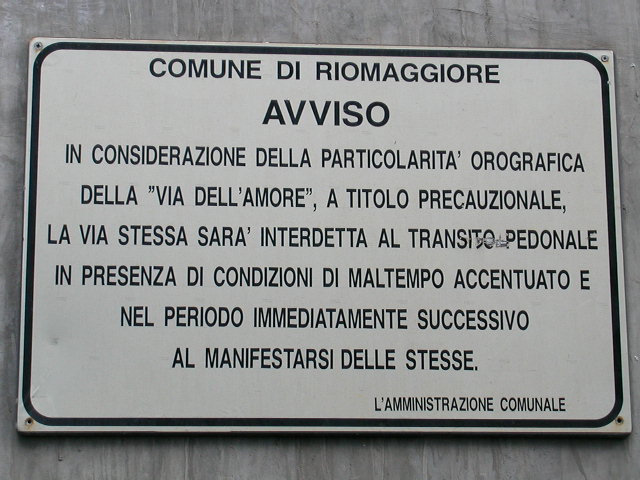 COMUNE DI RIOMAGGIORE
AVVISO
IN CONSIDERAZIONE DELLA PARTICOLARITA' OROGRAFICA
DELLA "VIA DELL'AMORE", A TITOLO PRECAUZIONALE,
LA VIA STESSA SARA' INTERDETTA AL TRANSITO PEDONALE
IN PRESENZA DI CONDIZIONI DI MALTEMPO ACCENTUATO E
NEL PERIODO IMMEDIATAMENTE SUCCESSIVO
AL MANIFESTARSI DELLE STESSE.
L'AMMINISTRAZIONE COMUNALE